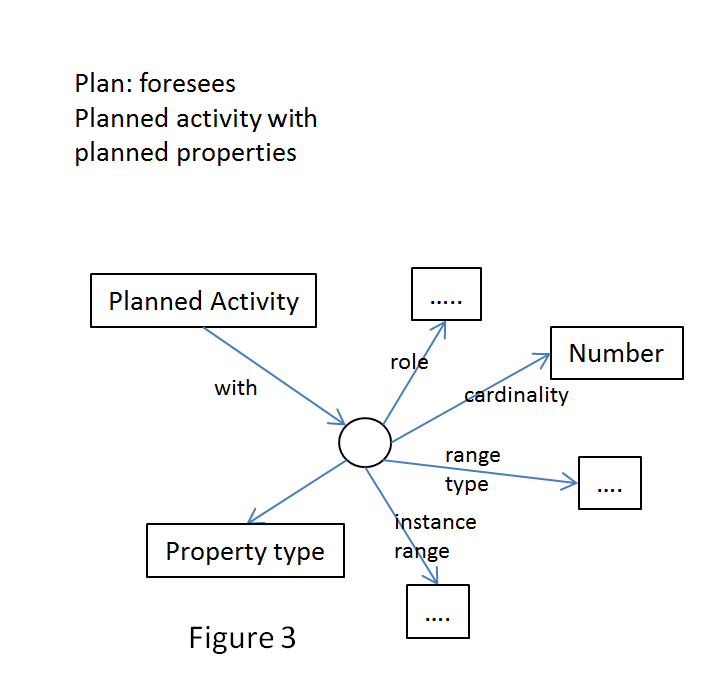 Plan: foresees
Planned activity with
planned properties
Planned Activity
.....
Number
role
with
cardinality
range
type
....
instance
range
Property type
....
Figure 3